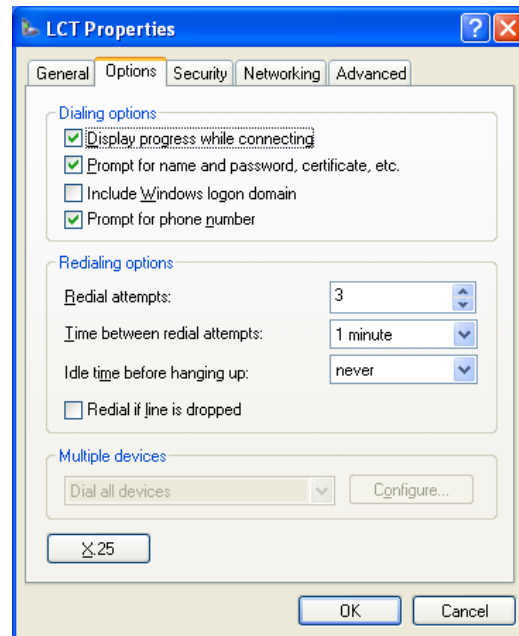 LCT Properties
General Options Security Networking Advanced
Dialing options
Display progress while connecting
Prompt for name and password, certificate, etc.
Include Windows logon domain
Prompt for phone number
Redialing options
Redial attempts: 3
Time between redial attempts: 1 minute
Idle time before hanging up: never
Redial if line is dropped
Multiple devices
Dial all devices Configure...
X.25
OK Cancel